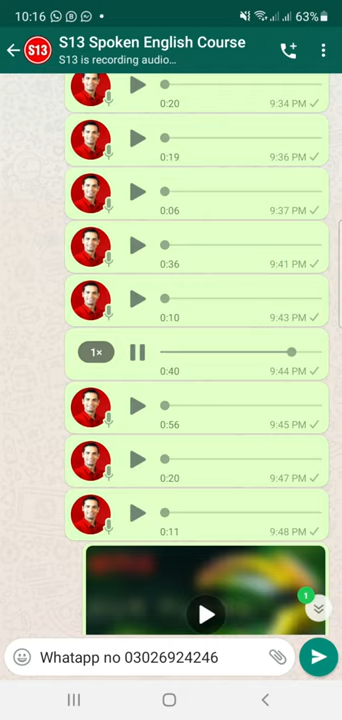 10:16
63%
S13 Spoken English Course
S13
S13 is recording audio...
0:20 9:34 PM
0:19 9:36 PM
0:06 9:37 PM
0:36 9:41 PM
0:10 9:43 PM
1×
0:40 9:44 PM
0:56 9:45 PM
0:20 9:47 PM
0:11 9:48 PM
1
Whatapp no 03026924246